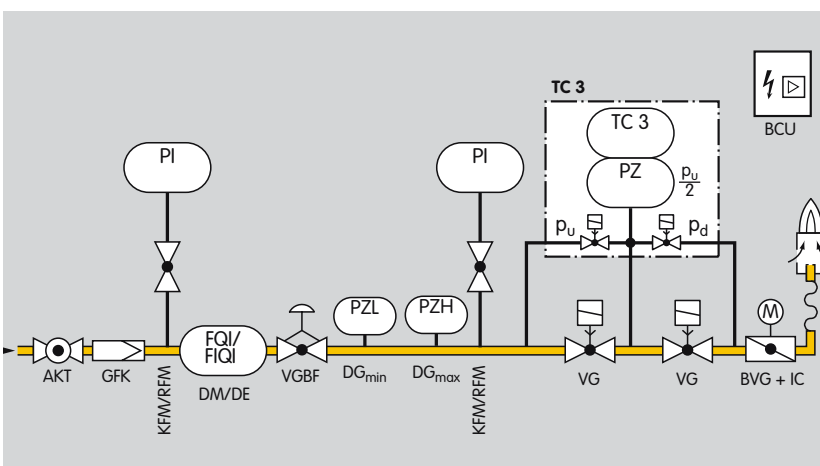 TC 3
BCU
PI
PI
TC 3
PZ
pu
2
pu
pd
M
PZL
PZH
FQI/
FIQI
AKT
GFK
KFM/RFM
DM/DE
VGBF
DGmin
DGmax
KFM/RFM
VG
VG
BVG + IC